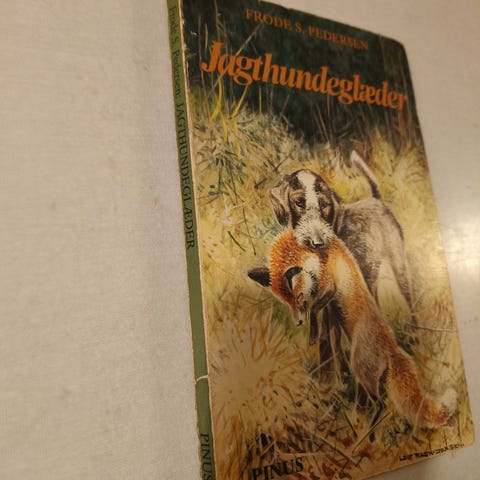 FRODE S. PEDERSEN
Jagthundeglæder
PINUS
Frode S. Pedersen JAGTHUNDEGLÆDER
PINUS